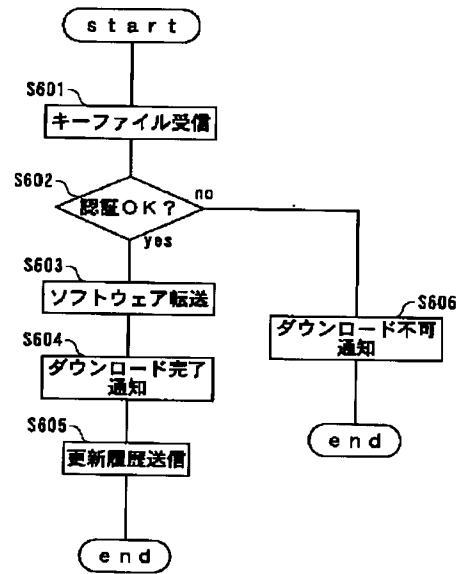 start
S601
キーファイル受信
S602
認証OK?
no
yes
S603
ソフトウェア転送
S604
ダウンロード完了
通知
S605
更新履歴送信
end
S606
ダウンロード不可
通知
end